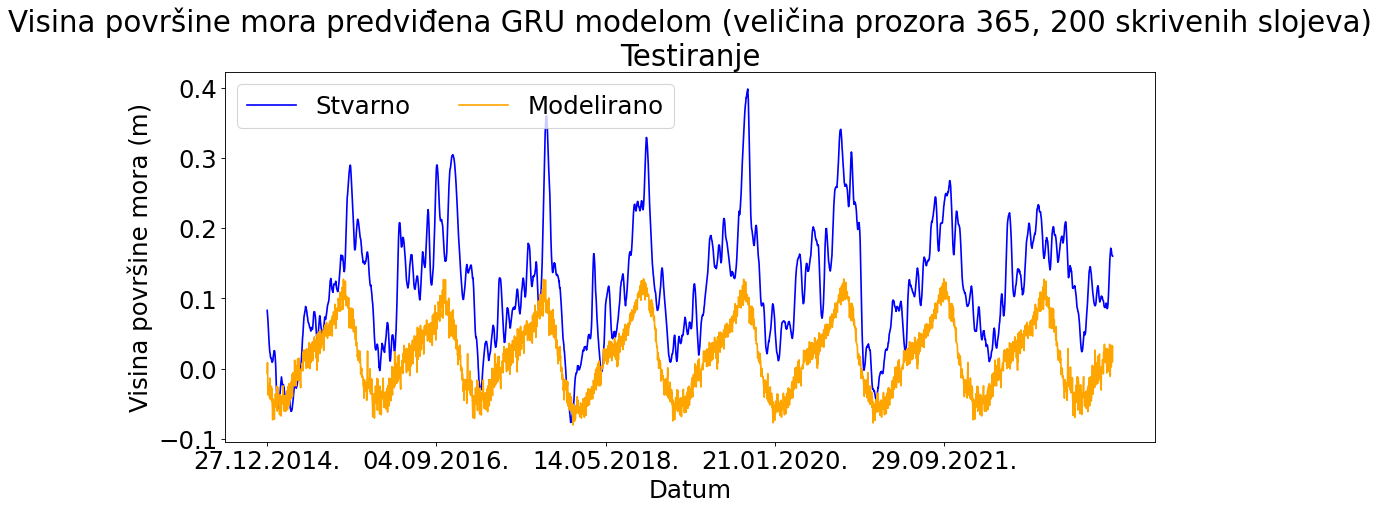 Visina površine mora predviđena GRU modelom (veličina prozora 365, 200 skrivenih slojeva)
Testiranje
Stvarno
Modelirano
Visina površine mora (m)
0.4
0.3
0.2
0.1
0.0
−0.1
27.12.2014.
04.09.2016.
14.05.2018.
21.01.2020.
29.09.2021.
Datum